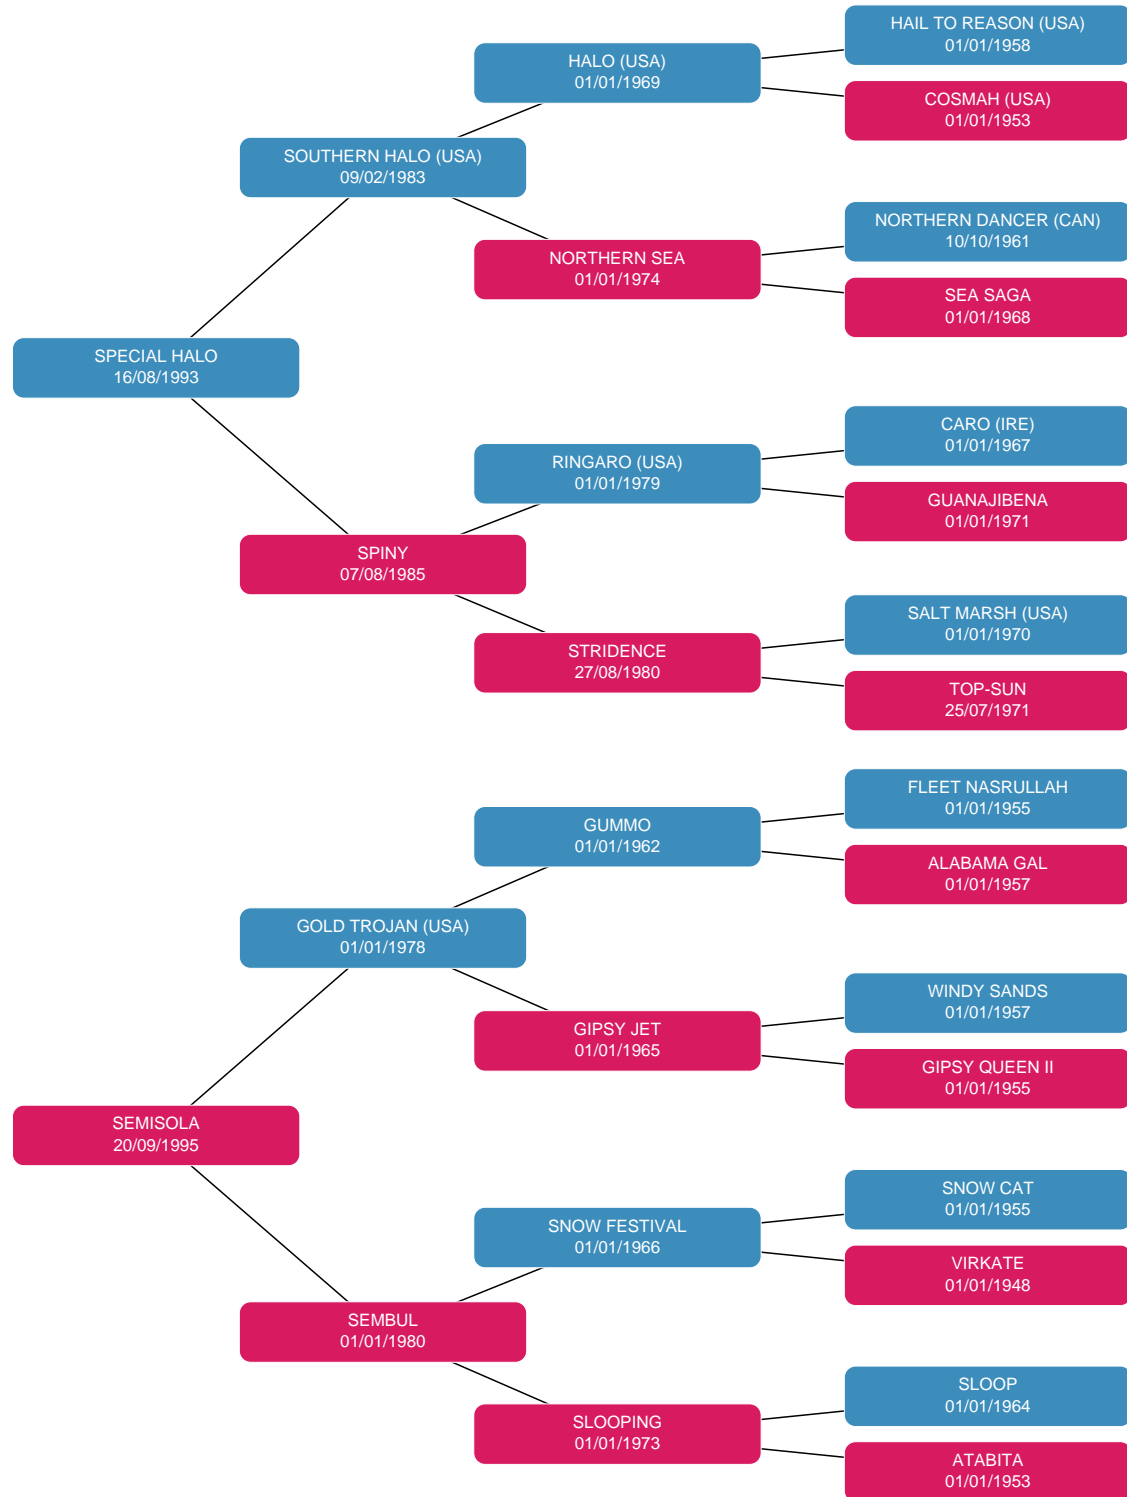 HAIL TO REASON (USA)
01/01/1958
HALO (USA)
01/01/1969
COSMAH (USA)
01/01/1953
SOUTHERN HALO (USA)
09/02/1983
NORTHERN DANCER (CAN)
10/10/1961
NORTHERN SEA
01/01/1974
SEA SAGA
01/01/1968
SPECIAL HALO
16/08/1993
CARO (IRE)
01/01/1967
RINGARO (USA)
01/01/1979
GUANAJIBENA
01/01/1971
SPINY
07/08/1985
SALT MARSH (USA)
01/01/1970
STRIDENCE
27/08/1980
TOP-SUN
25/07/1971
FLEET NASRULLAH
01/01/1955
GUMMO
01/01/1962
ALABAMA GAL
01/01/1957
GOLD TROJAN (USA)
01/01/1978
WINDY SANDS
01/01/1957
GIPSY JET
01/01/1965
GIPSY QUEEN II
01/01/1955
SEMISOLA
20/09/1995
SNOW CAT
01/01/1955
SNOW FESTIVAL
01/01/1966
VIRKATE
01/01/1948
SEMBUL
01/01/1980
SLOOP
01/01/1964
SLOOPING
01/01/1973
ATABITA
01/01/1953